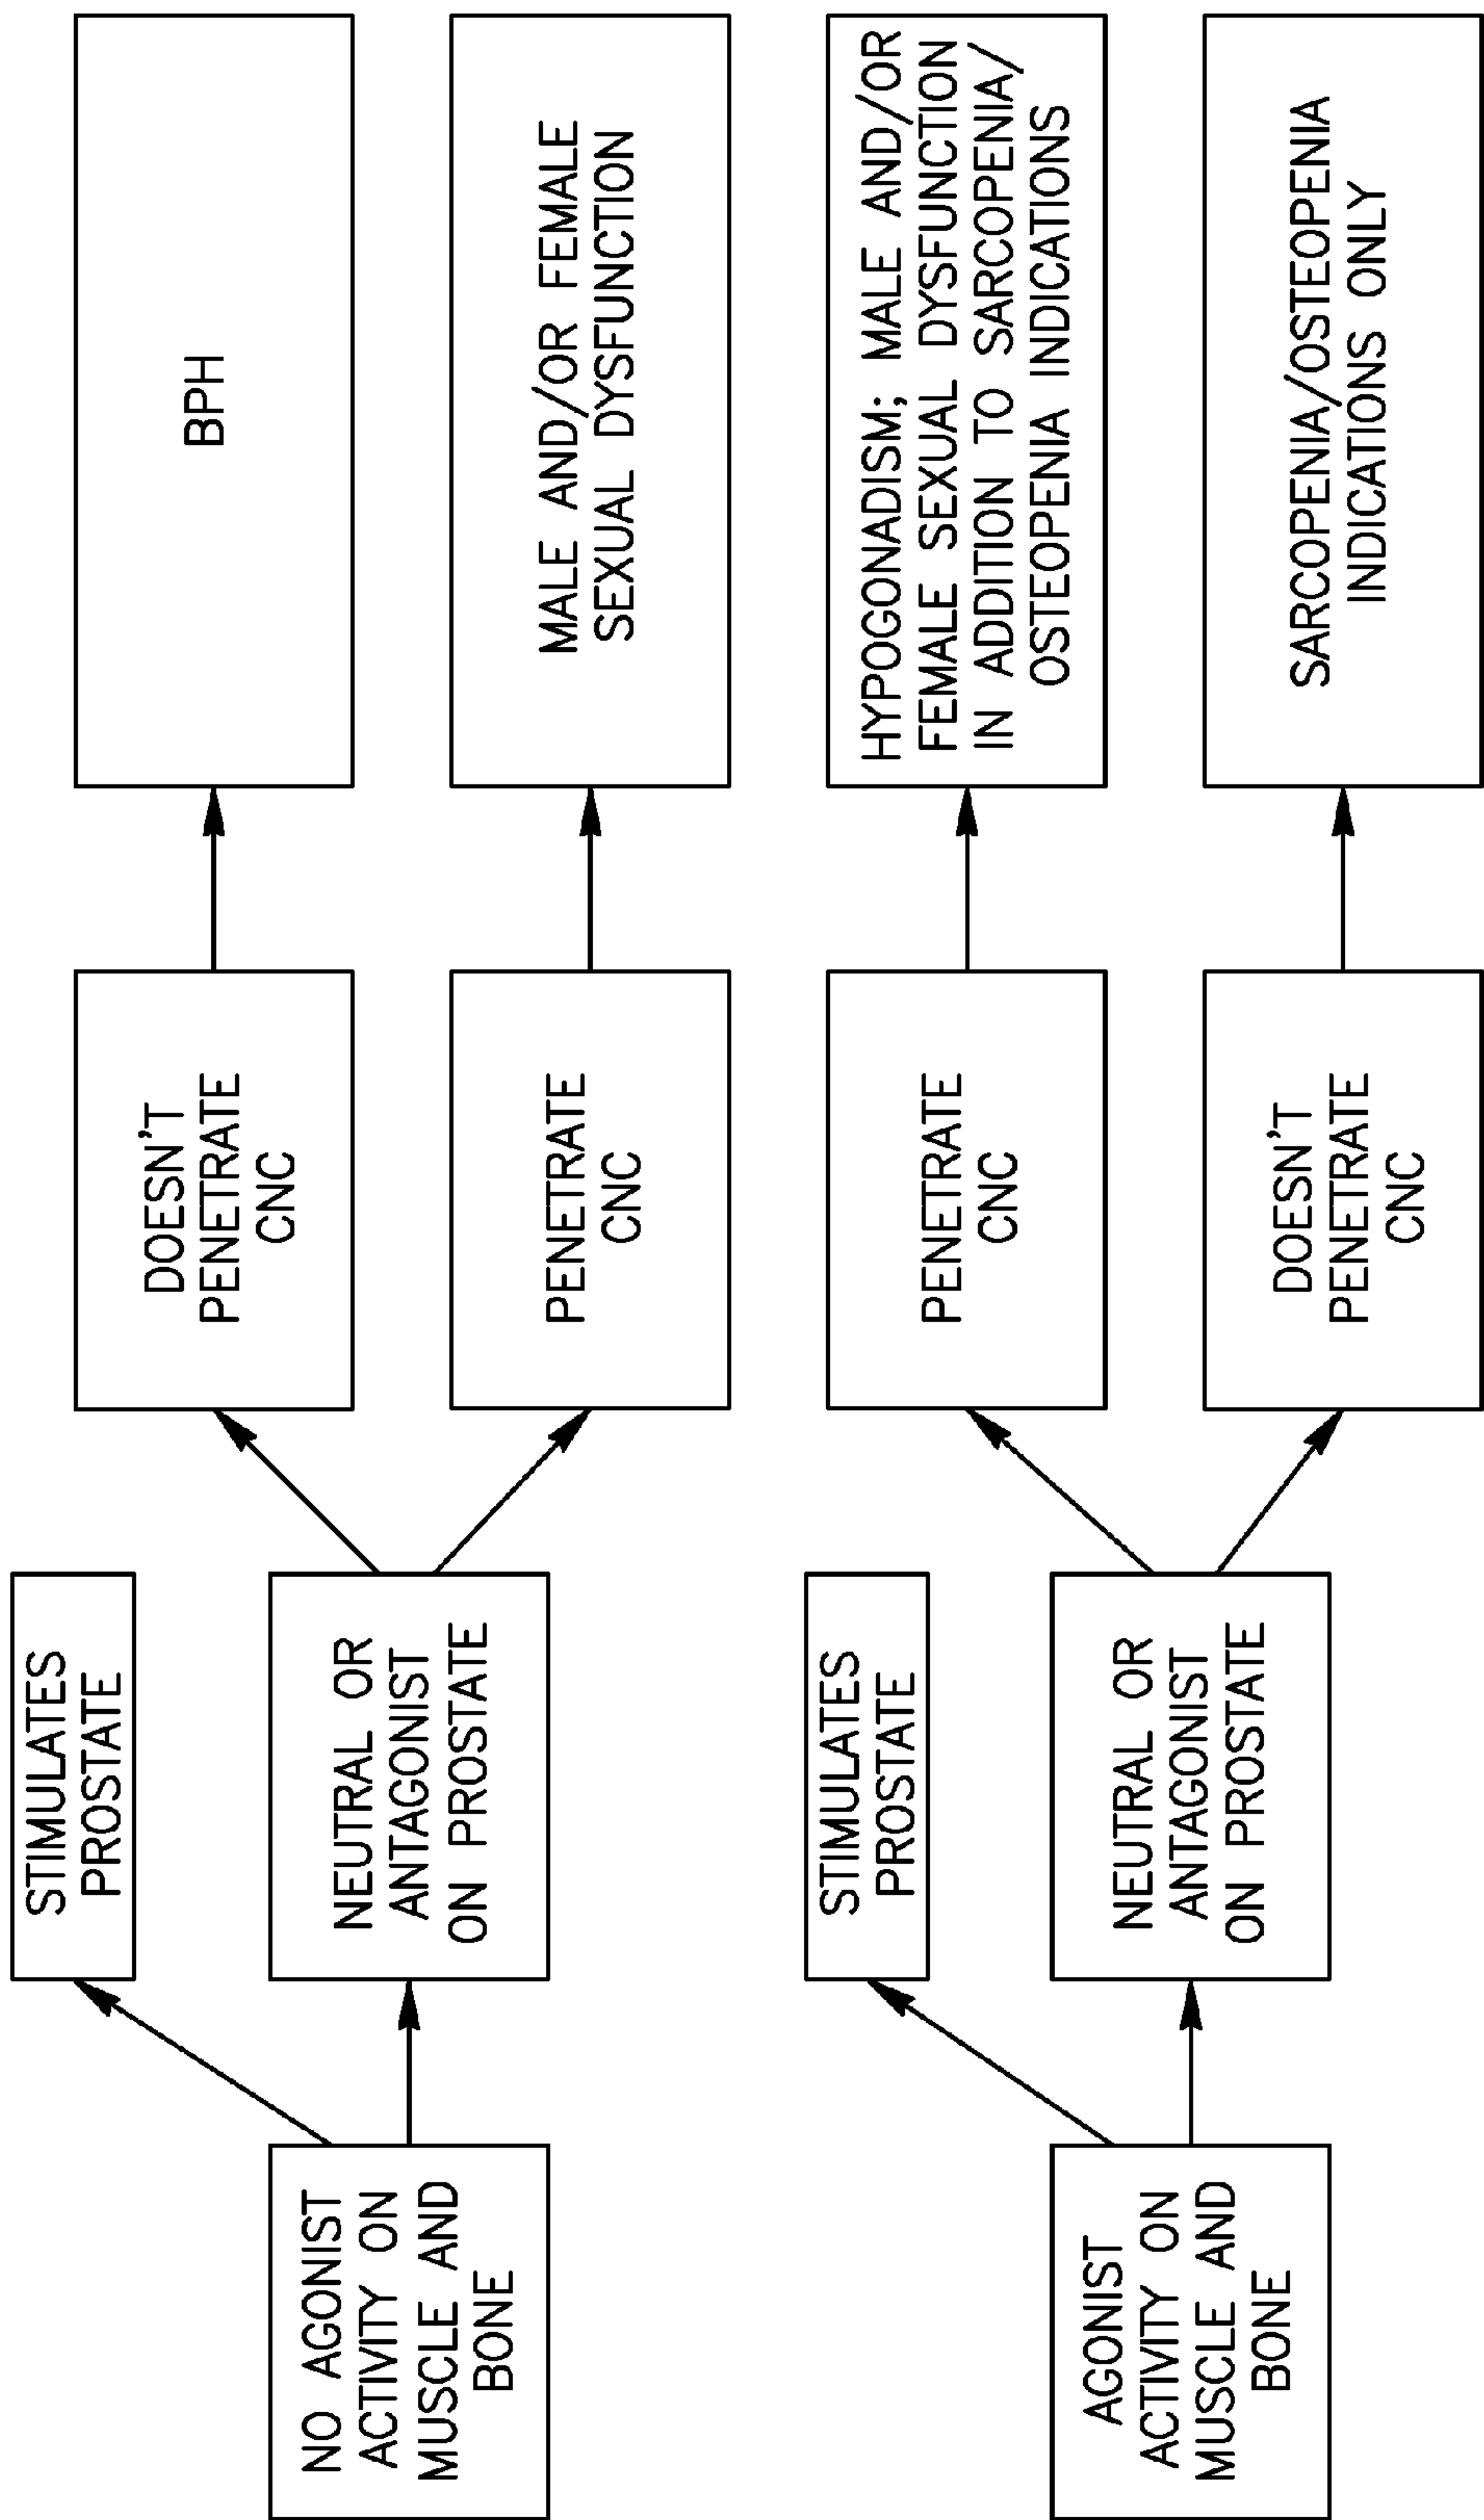 NO AGONIST
ACTIVITY ON
MUSCLE AND
BONE
STIMULATES
PROSTATE
NEUTRAL OR
ANTAGONIST
ON PROSTATE
DOESN'T
PENETRATE
CNC
BPH
PENETRATE
CNC
MALE AND/OR FEMALE
SEXUAL DYSFUNCTION
AGONIST
ACTIVITY ON
MUSCLE AND
BONE
STIMULATES
PROSTATE
NEUTRAL OR
ANTAGONIST
ON PROSTATE
PENETRATE
CNC
HYPOGONADISM; MALE AND/OR
FEMALE SEXUAL DYSFUNCTION
IN ADDITION TO SARCOPENIA/
OSTEOPENIA INDICATIONS
DOESN'T
PENETRATE
CNC
SARCOPENIA/OSTEOPENIA
INDICATIONS ONLY